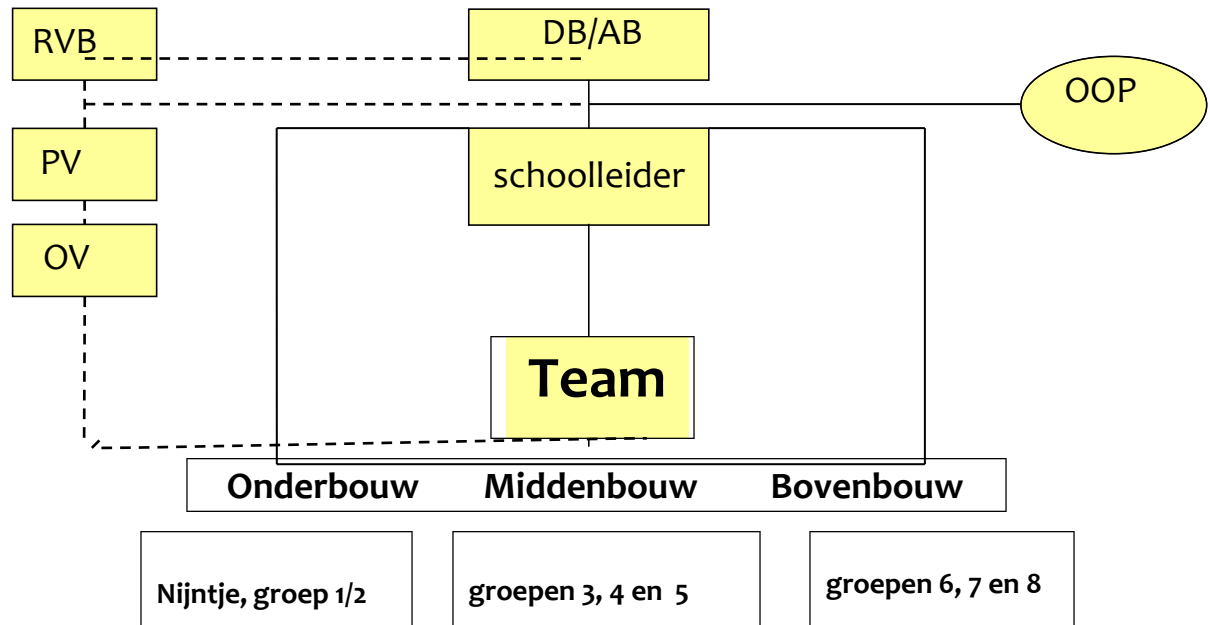 RVB
DB/AB
OOP
PV
schoolleider
OV
Team
Onderbouw Middenbouw Bovenbouw
Nijntje, groep 1/2
groepen 3, 4 en 5
groepen 6, 7 en 8